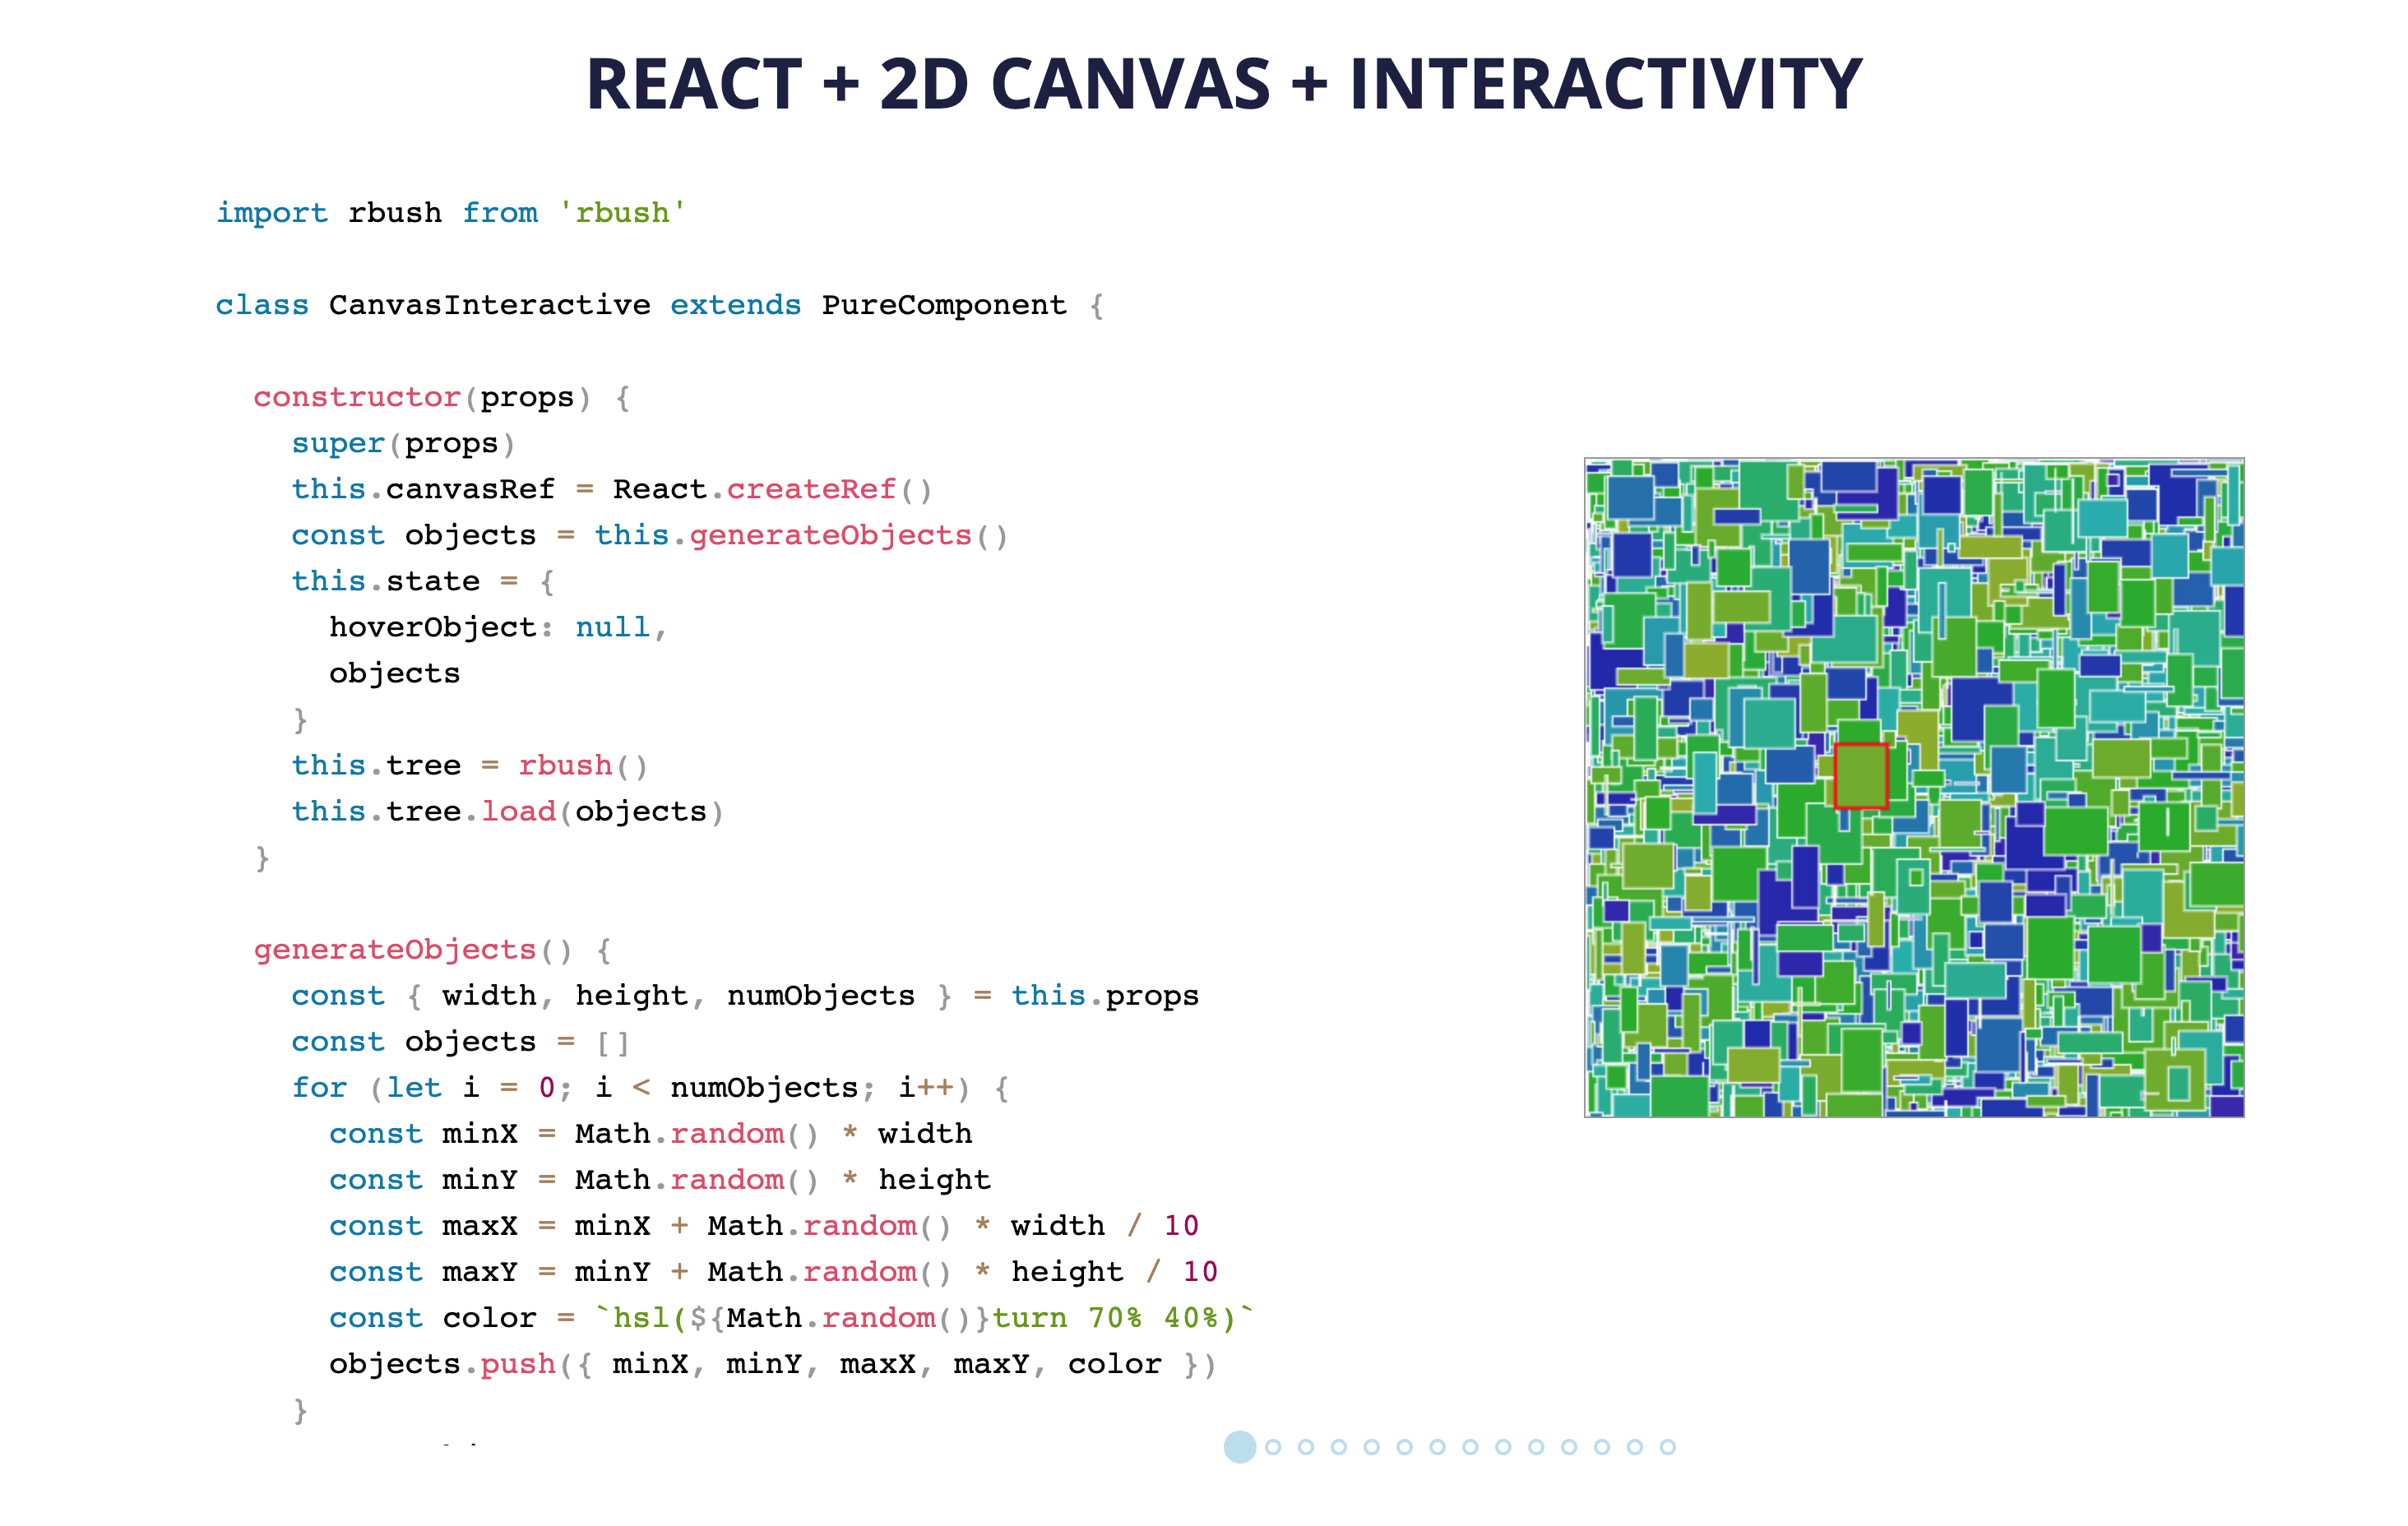 REACT + 2D CANVAS + INTERACTIVITY
import rbush from 'rbush'
class CanvasInteractive extends PureComponent {
constructor(props) {
super(props)
this.canvasRef = React.createRef()
const objects = this.generateObjects()
this.state = {
hoverObject: null,
objects
}
this.tree = rbush()
this.tree.load(objects)
}
generateObjects() {
const { width, height, numObjects } = this.props
const objects = []
for (let i = 0; i < numObjects; i++) {
const minX = Math.random() * width
const minY = Math.random() * height
const maxX = minX + Math.random() * width / 10
const maxY = minY + Math.random() * height / 10
const color = `hsl(${Math.random()}turn 70% 40%)`
objects.push({ minX, minY, maxX, maxY, color })
}